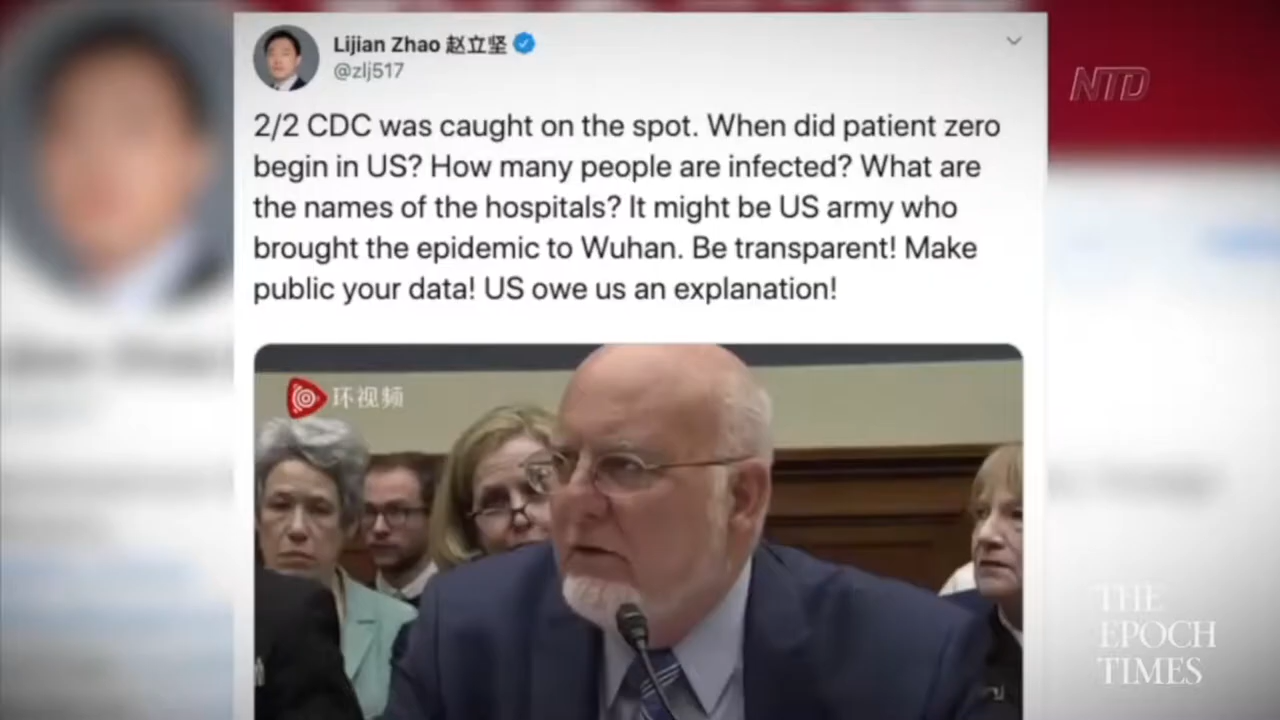 Lijian Zhao 赵立坚
@zlj517
NTD
2/2 CDC was caught on the spot. When did patient zero
begin in US? How many people are infected? What are
the names of the hospitals? It might be US army who
brought the epidemic to Wuhan. Be transparent! Make
public your data! US owe us an explanation!
环视频
THE
EPOCH
TIMES